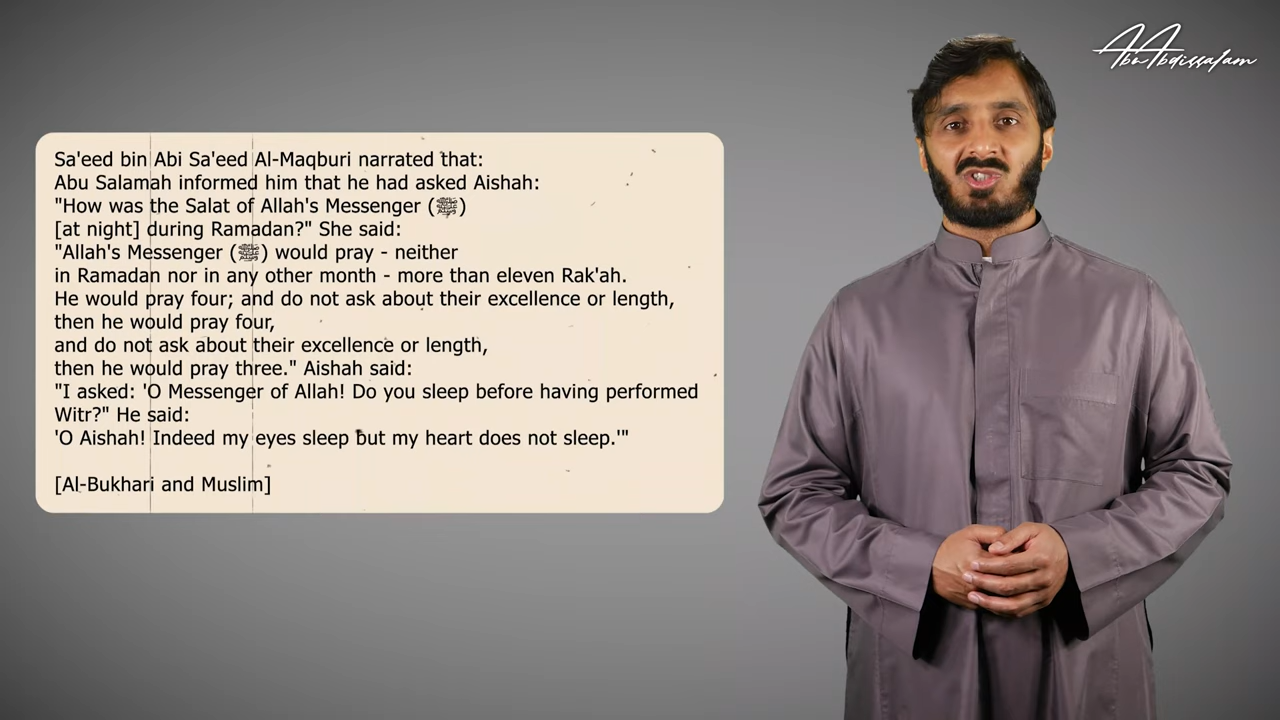 AbuAbdissalam
Sa'eed bin Abi Sa'eed Al-Maqburi narrated that:
Abu Salamah informed him that he had asked Aishah:
"How was the Salat of Allah's Messenger (ﷺ)
[at night] during Ramadan?" She said:
"Allah's Messenger (ﷺ) would pray - neither
in Ramadan nor in any other month - more than eleven Rak'ah.
He would pray four; and do not ask about their excellence or length,
then he would pray four,
and do not ask about their excellence or length,
then he would pray three." Aishah said:
"I asked: 'O Messenger of Allah! Do you sleep before having performed
Witr?" He said:
'O Aishah! Indeed my eyes sleep but my heart does not sleep.'"
[Al-Bukhari and Muslim]